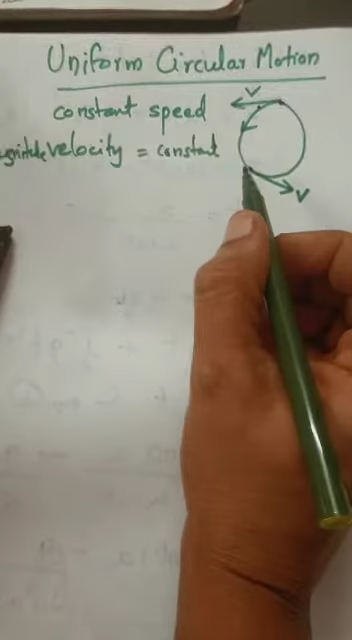 Uniform Circular Motion
constant speed
velocity = constant
V
V